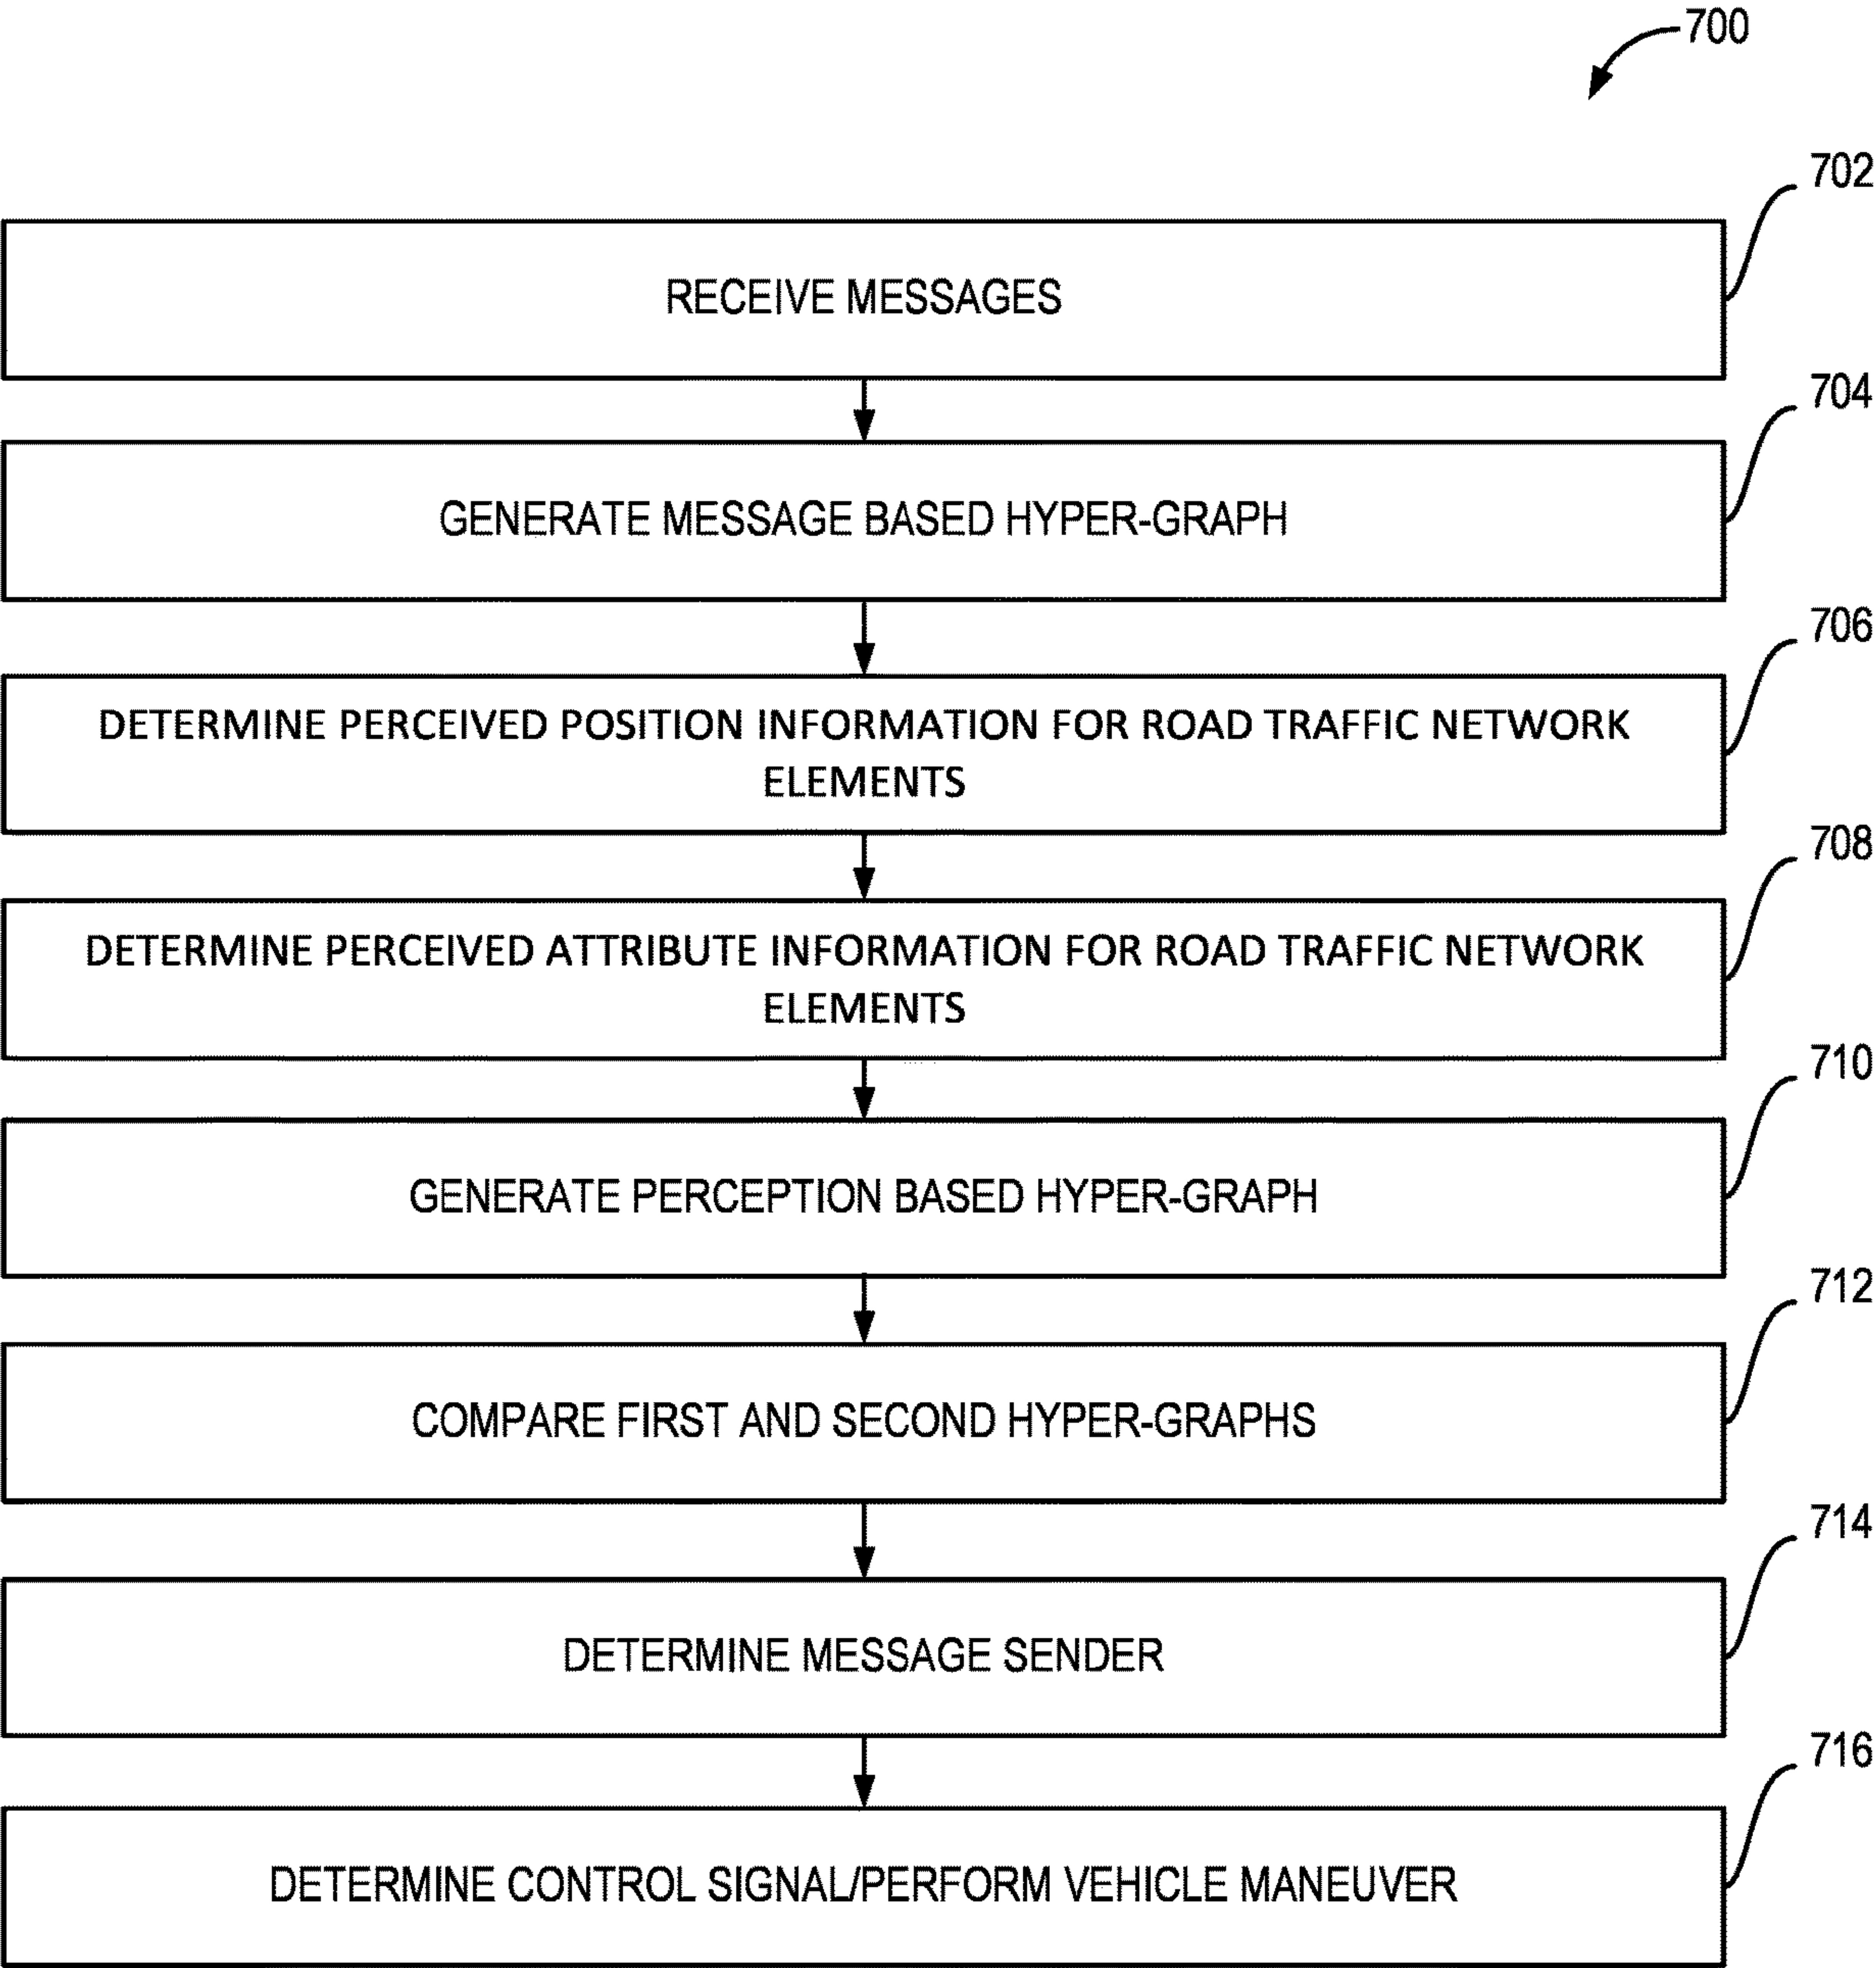 700
702
RECEIVE MESSAGES
704
GENERATE MESSAGE BASED HYPER-GRAPH
706
DETERMINE PERCEIVED POSITION INFORMATION FOR ROAD TRAFFIC NETWORK
ELEMENTS
708
DETERMINE PERCEIVED ATTRIBUTE INFORMATION FOR ROAD TRAFFIC NETWORK
ELEMENTS
710
GENERATE PERCEPTION BASED HYPER-GRAPH
712
COMPARE FIRST AND SECOND HYPER-GRAPHS
714
DETERMINE MESSAGE SENDER
716
DETERMINE CONTROL SIGNAL/PERFORM VEHICLE MANEUVER